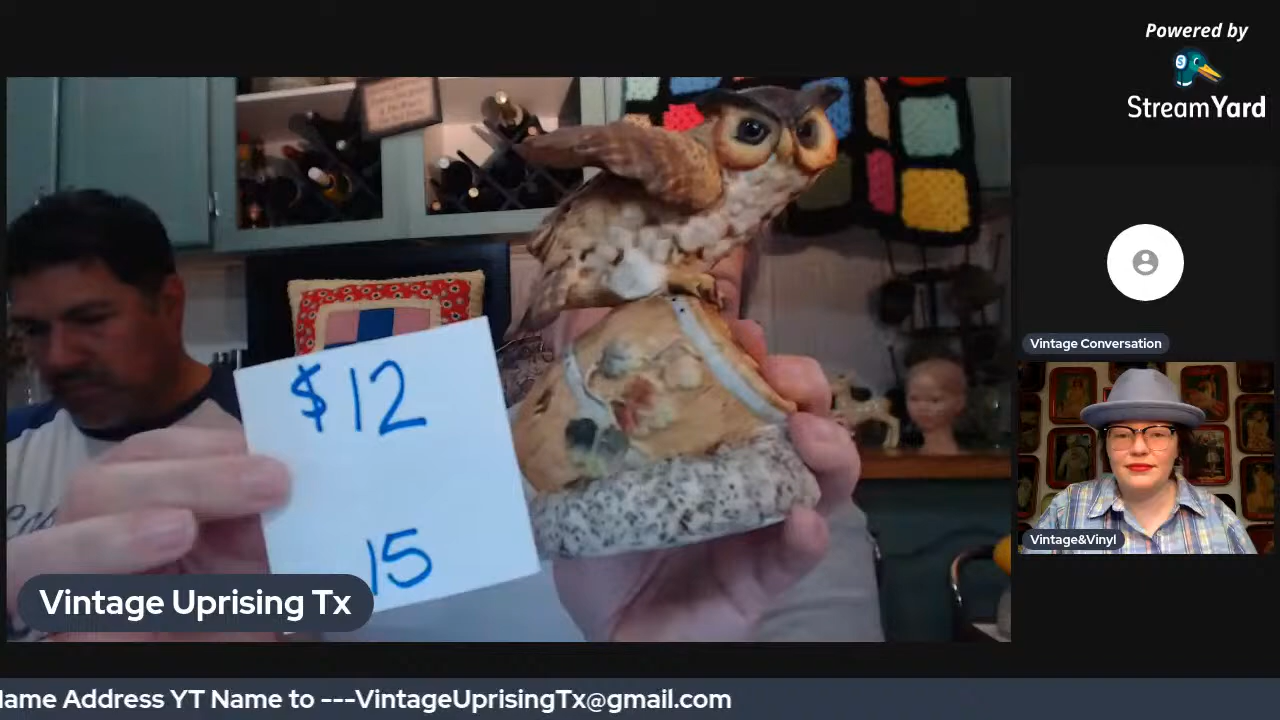 Powered by
StreamYard
$12
15
Vintage Conversation
Vintage&Vinyl
Vintage Uprising Tx
Name Address YT Name to ---VintageUprisingTx@gmail.com